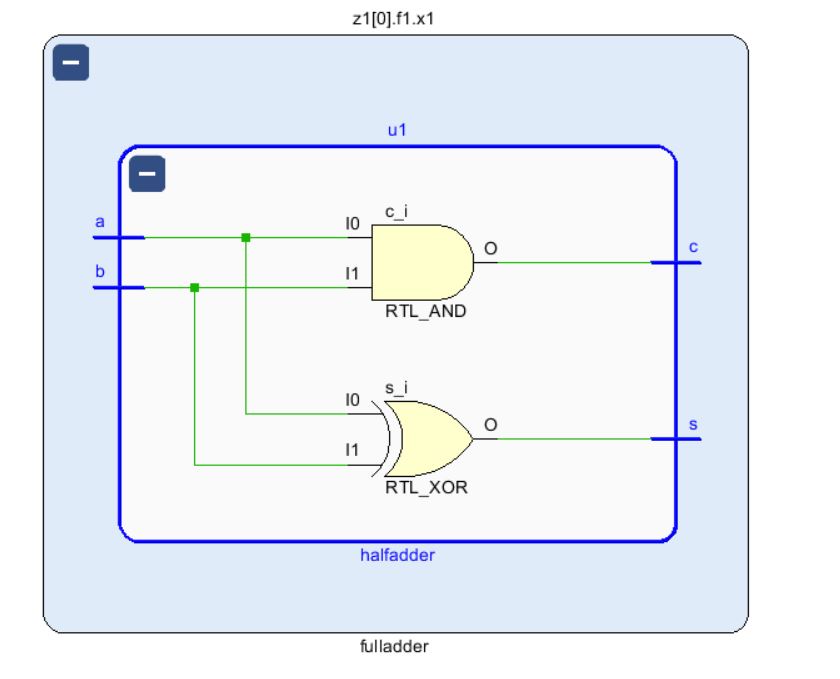 z1[0].f1.x1
u1
a
b
I0
I1
c_i
O
RTL_AND
c
I0
I1
s_i
O
RTL_XOR
s
halfadder
fulladder